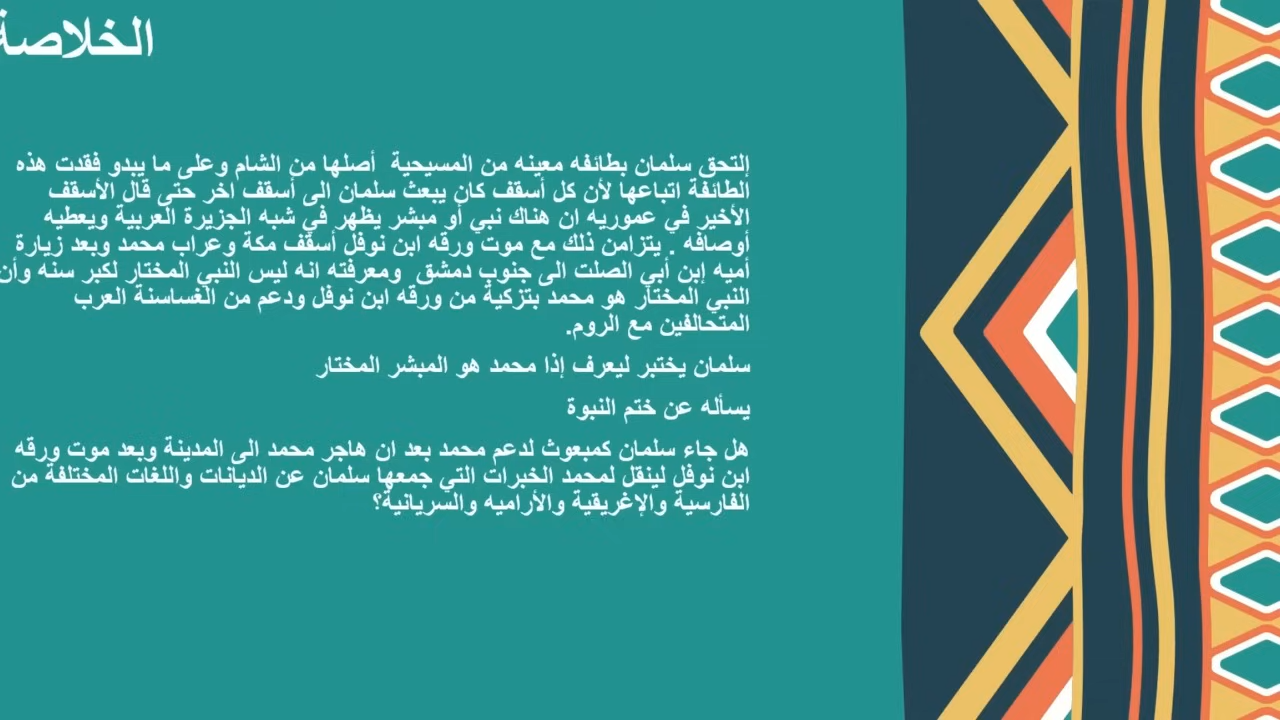 الخلاصة
إلتحق سلمان بطائفه معينه من المسيحية أصلها من الشام وعلى ما يبدو فقدت هذه
الطائفة اتباعها لأن كل أسقف كان يبعث سلمان الى أسقف اخر حتى قال الأسقف
الأخير في عموريه ان هناك نبي أو مبشر يظهر في شبه الجزيرة العربية ويعطيه
أوصافه . يتزامن ذلك مع موت ورقه ابن نوفل أسقف مكة وعراب محمد وبعد زيارة
أميه إبن أبي الصلت الى جنوب دمشق ومعرفته انه ليس النبي المختار لكبر سنه وأن
النبي المختار هو محمد بتزكية من ورقه ابن نوفل ودعم من الغساسنة العرب
المتحالفين مع الروم.
سلمان يختبر ليعرف إذا محمد هو المبشر المختار
يسأله عن ختم النبوة
هل جاء سلمان كمبعوث لدعم محمد بعد ان هاجر محمد الى المدينة وبعد موت ورقه
ابن نوفل لينقل لمحمد الخبرات التي جمعها سلمان عن الديانات واللغات المختلفة من
الفارسية والإغريقية والأراميه والسريانية؟